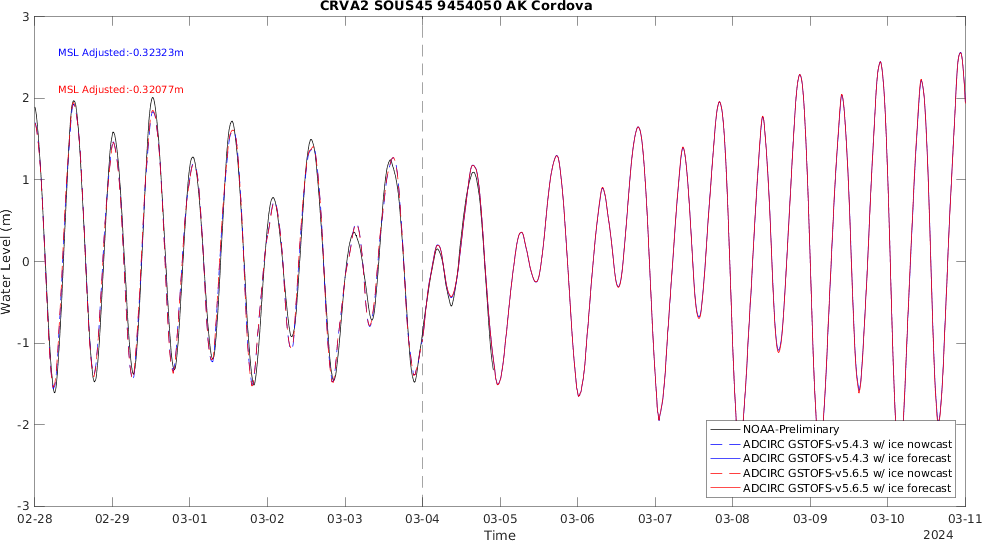 CRVA2 SOUS45 9454050 AK Cordova
MSL Adjusted:-0.32323m
MSL Adjusted:-0.32077m
3
2
1
0
-1
-2
-3
Water Level (m)
NOAA-Preliminary
ADCIRC GSTOFS-v5.4.3 w/ ice nowcast
ADCIRC GSTOFS-v5.4.3 w/ ice forecast
ADCIRC GSTOFS-v5.6.5 w/ ice nowcast
ADCIRC GSTOFS-v5.6.5 w/ ice forecast
02-28 02-29 03-01 03-02 03-03 03-04 03-05 03-06 03-07 03-08 03-09 03-10 03-11
Time
2024